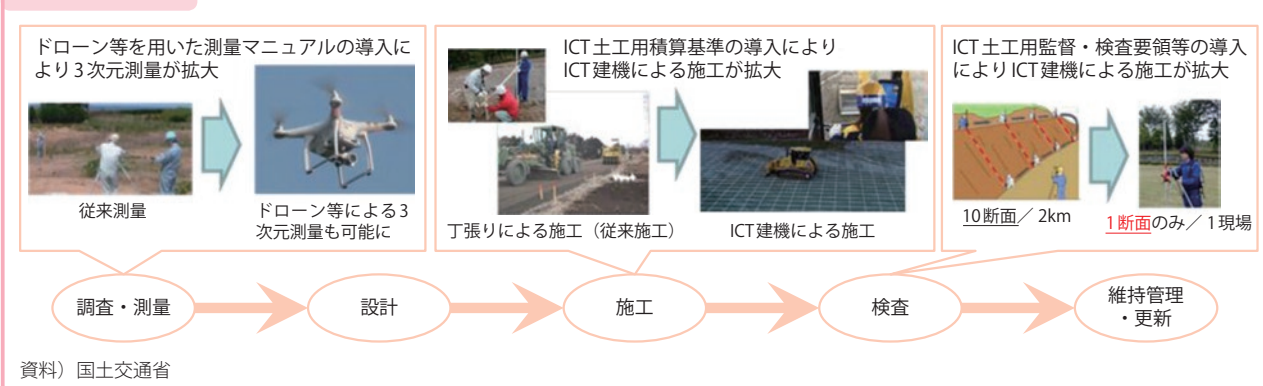 ドローン等を用いた測量マニュアルの導入に
より3次元測量が拡大
従来測量
ドローン等による3
次元測量も可能に
ICT土工用積算基準の導入により
ICT建機による施工が拡大
丁張りによる施工（従来施工）
ICT建機による施工
ICT土工用監督・検査要領等の導入
によりICT建機による施工が拡大
10断面／2km
1断面のみ／1現場
調査・測量
設計
施工
検査
維持管理
・更新
資料）国土交通省